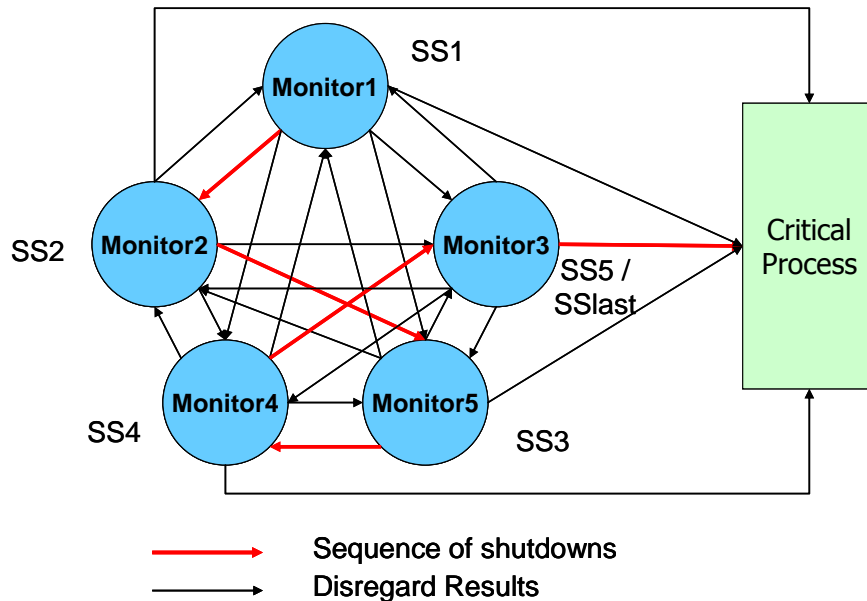 SS1
Monitor1
SS2
Monitor2
Monitor3
Critical
Process
SS5 /
SSlast
Monitor4
Monitor5
SS4
SS3
Sequence of shutdowns
Disregard Results